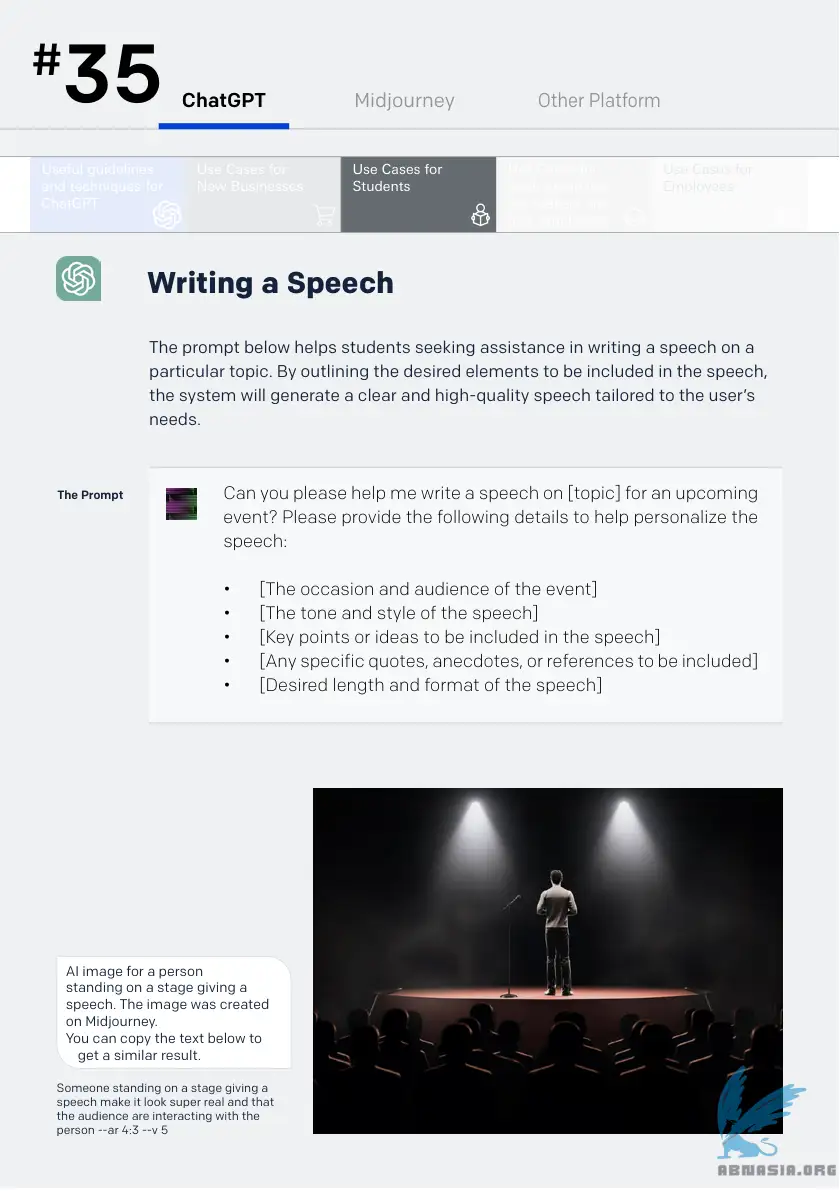 #35
ChatGPT
Midjourney
Other Platform
Useful guidelines
and techniques for
ChatGPT
Use Cases for
New Businesses
Use Cases for
Students
Use Cases for
Employees
Writing a Speech
The prompt below helps students seeking assistance in writing a speech on a
particular topic. By outlining the desired elements to be included in the speech,
the system will generate a clear and high-quality speech tailored to the user’s
needs.
The Prompt
Can you please help me write a speech on [topic] for an upcoming
event? Please provide the following details to help personalize the
speech:
• [The occasion and audience of the event]
• [The tone and style of the speech]
• [Key points or ideas to be included in the speech]
• [Any specific quotes, anecdotes, or references to be included]
• [Desired length and format of the speech]
AI image for a person
standing on a stage giving a
speech. The image was created
on Midjourney.
You can copy the text below to
get a similar result.
Someone standing on a stage giving a
speech make it look super real and that
the audience are interacting with the
person --ar 4:3 --v 5
ABNASIA.ORG